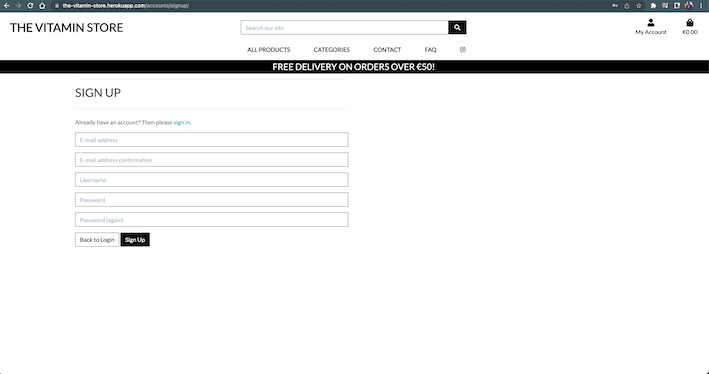 the-vitamin-store.herokuapp.com/accounts/signup/
THE VITAMIN STORE
Search our site
My Account
€0.00
ALL PRODUCTS CATEGORIES CONTACT FAQ
FREE DELIVERY ON ORDERS OVER €50!
SIGN UP
Already have an account? Then please sign in.
E-mail address
E-mail address confirmation
Username
Password
Password (again)
Back to Login Sign Up